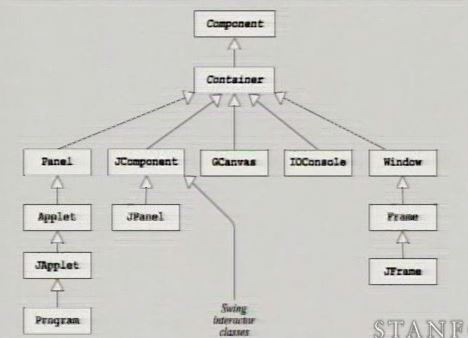 Component
Container
Panel
JComponent
GCanvas
IOConsole
Window
Applet
JPanel
Frame
JApplet
JFrame
Program
Swing
interactor
classes
STANF